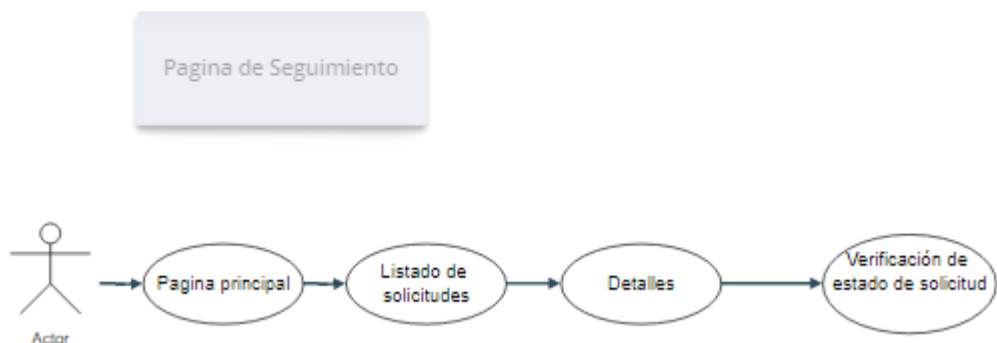 Pagina de Seguimiento
Pagina principal
Listado de
solicitudes
Detalles
Verificación de
estado de solicitud
Actor